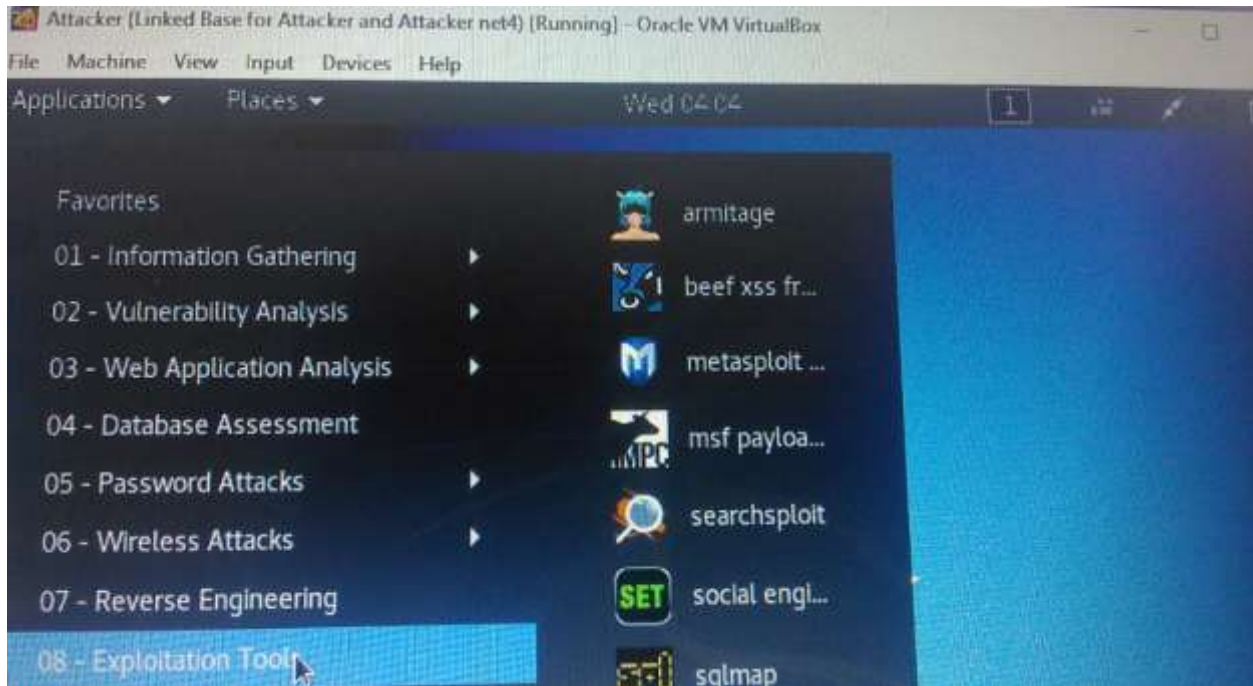 Attacker (Linked Base for Attacker and Attacker net4) [Running] - Oracle VM VirtualBox
File Machine View Input Devices Help
Applications Places Wed 04:04 1
Favorites
01 - Information Gathering
02 - Vulnerability Analysis
03 - Web Application Analysis
04 - Database Assessment
05 - Password Attacks
06 - Wireless Attacks
07 - Reverse Engineering
08 - Exploitation Tools
armitage
beef xss fr...
metasploit ...
M
msf payloa...
MPC
searchsploit
SET
social engi...
sqlmap